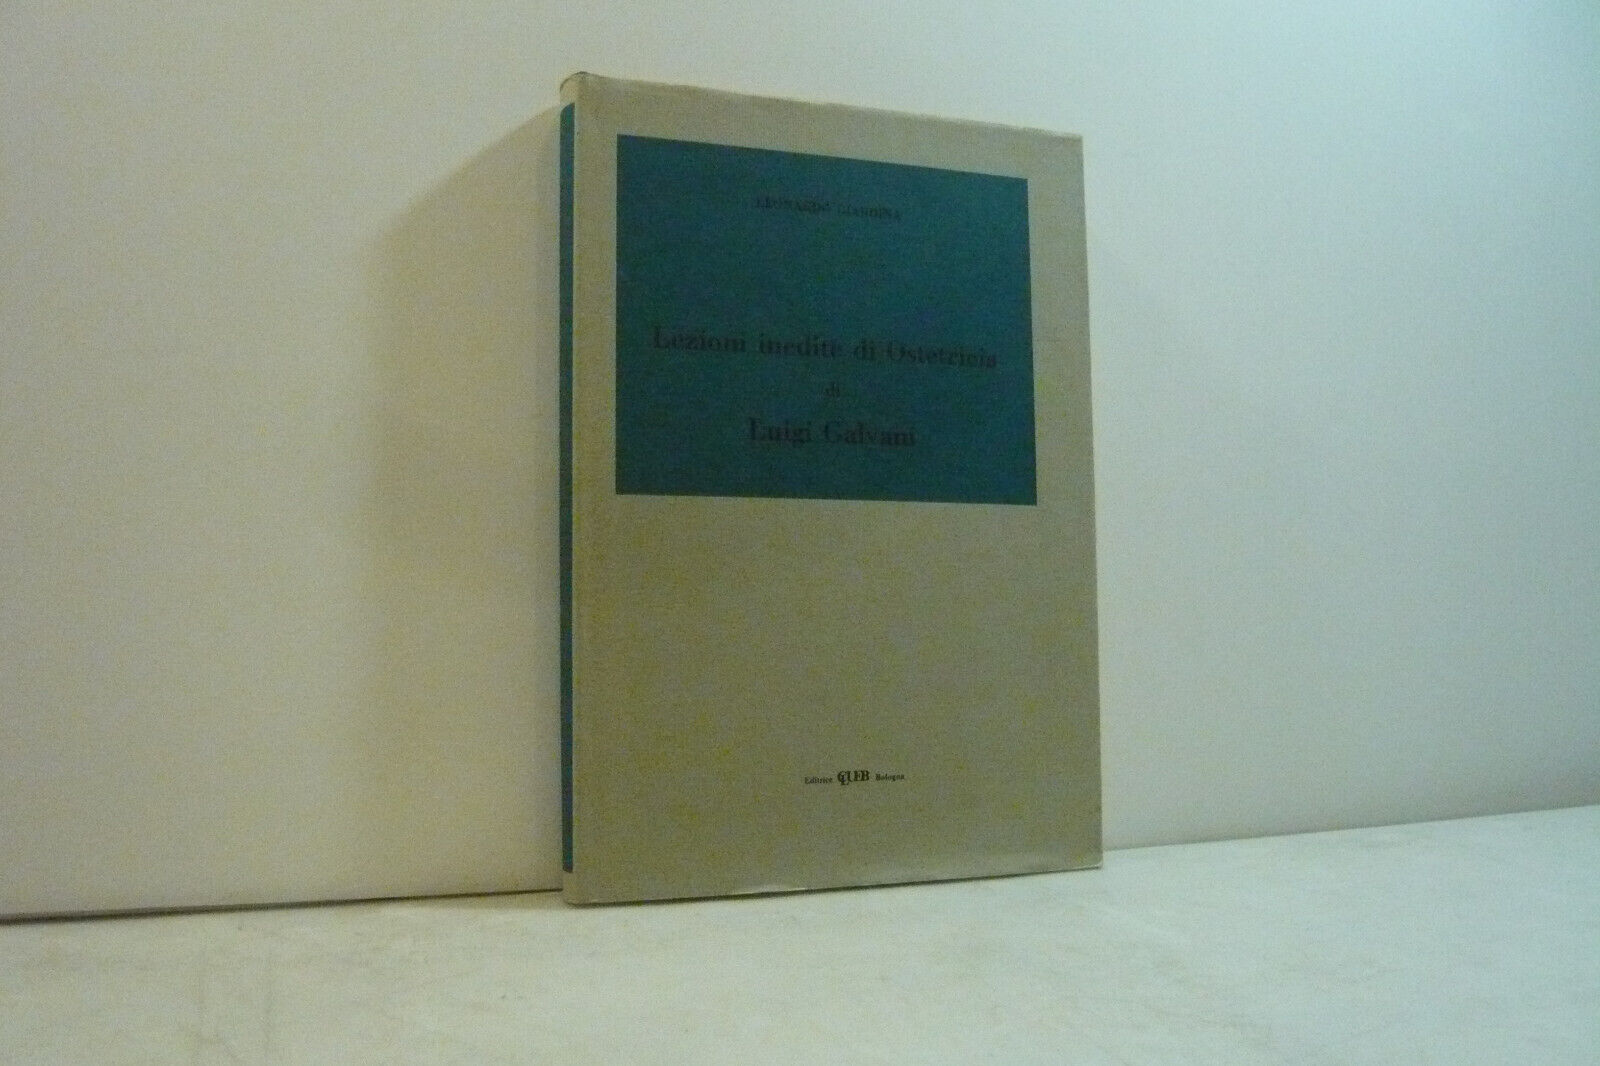 LEONARDO GIARDINA
Lezioni inedite di Ostetricia
di
Luigi Galvani
Editrice CLUEB Bologna